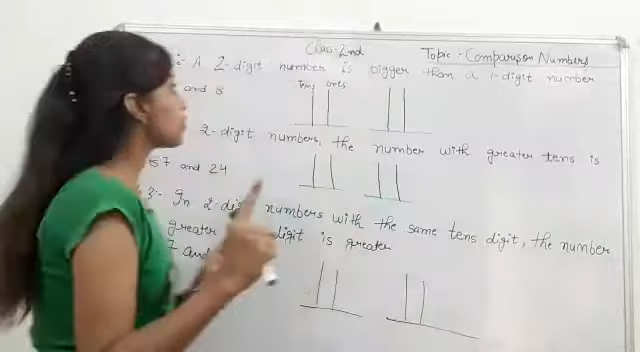 Class:-2nd Topic:- Comparison Numbers
:- A 2-digit number is bigger than a 1-digit number
and 8
Tens ones
2-digit numbers, the number with greater tens is
57 and 24
3:- In 2-digit numbers with the same tens digit, the number
greater digit is greater
7 and